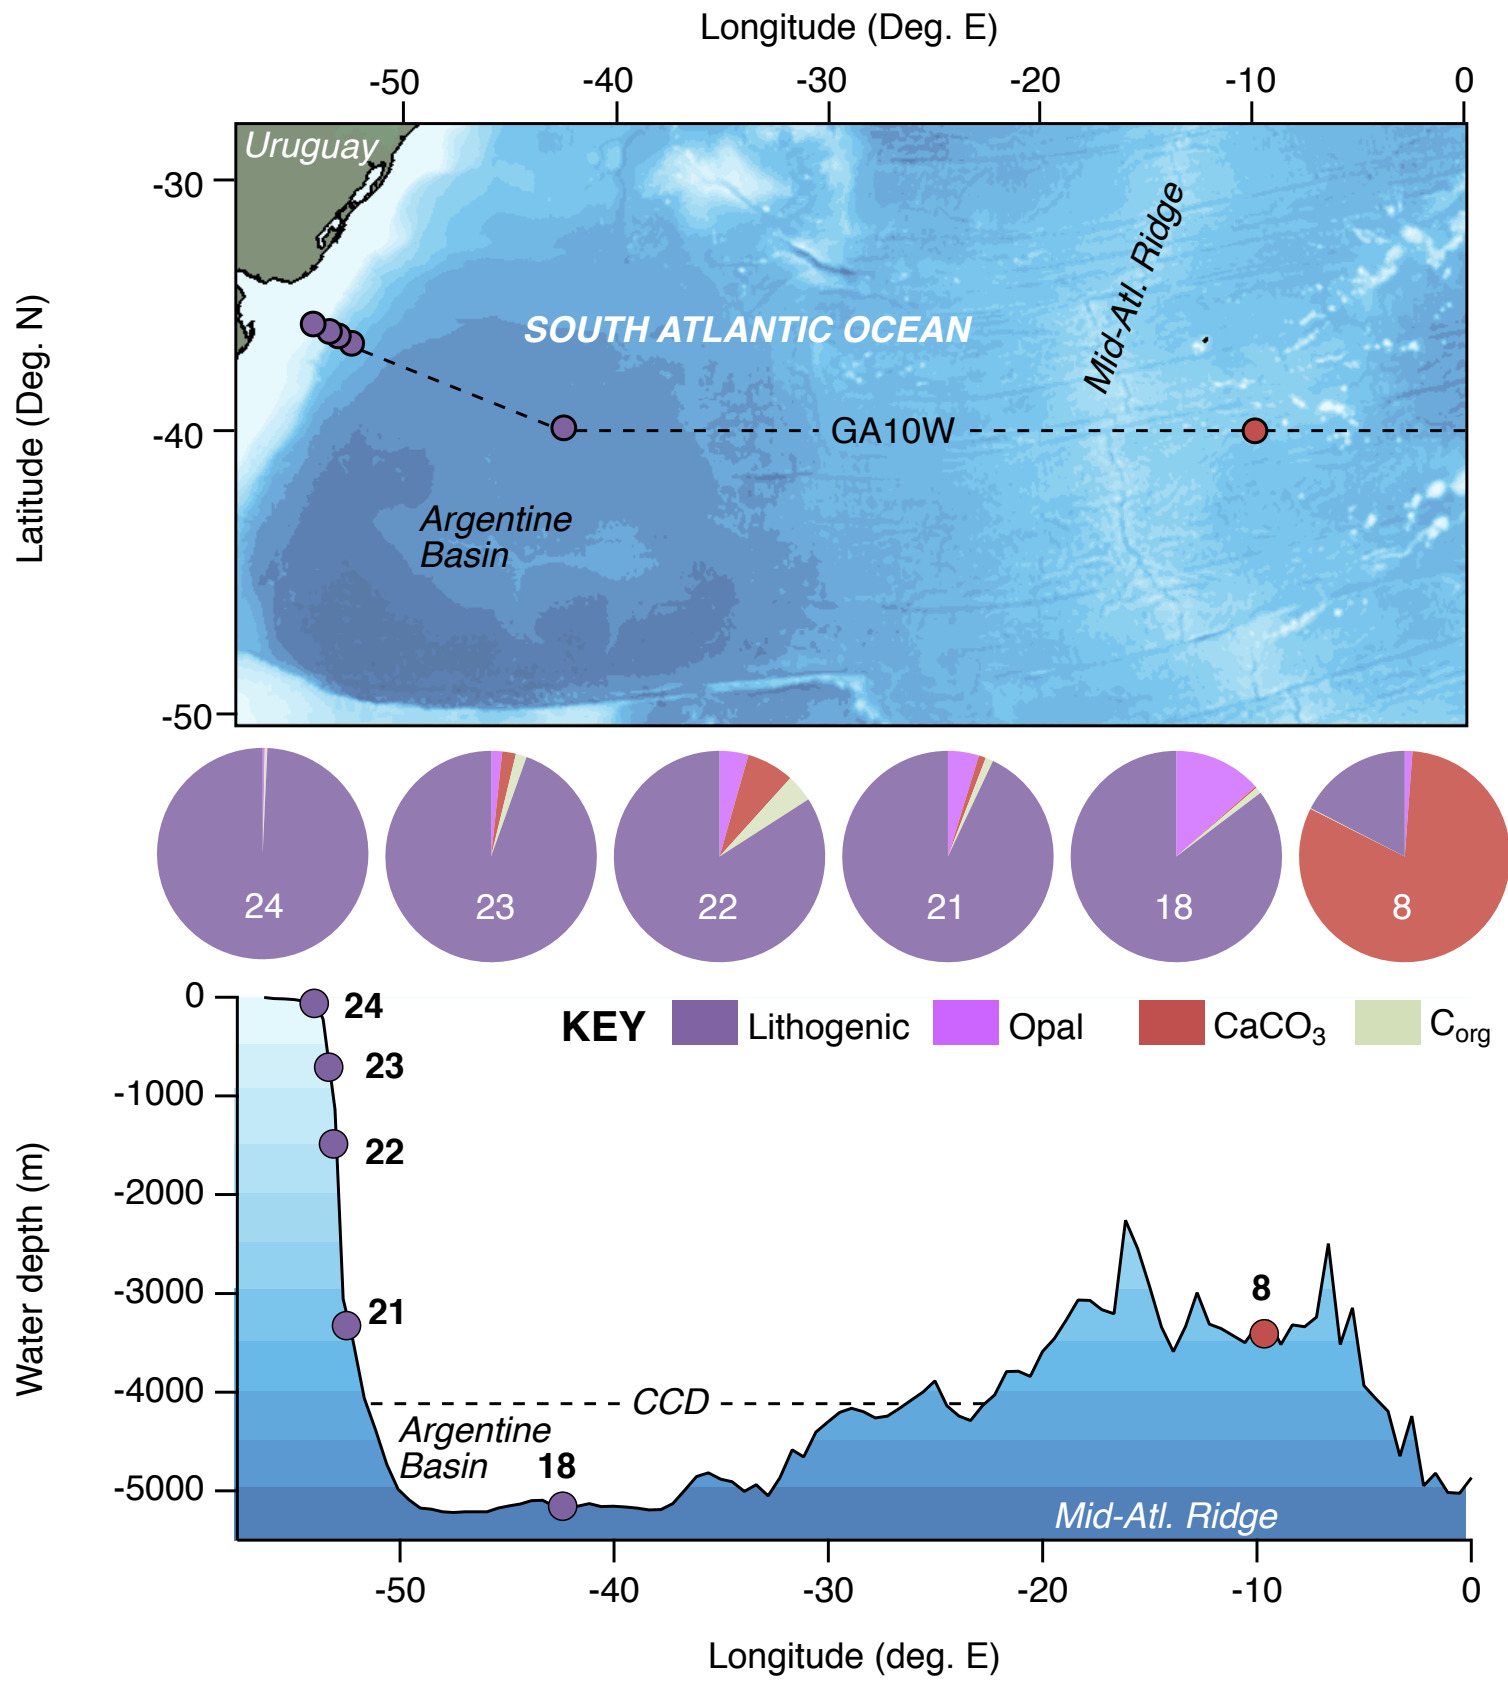 Longitude (Deg. E)
-50 -40 -30 -20 -10 0
Latitude (Deg. N)
-30
-40
-50
Uruguay
Mid-Atl. Ridge
SOUTH ATLANTIC OCEAN
GA10W
Argentine
Basin
24 23 22 21 18 8
KEY Lithogenic Opal CaCO₃ C_org
Water depth (m)
0
-1000
-2000
-3000
-4000
-5000
24
23
22
21
8
CCD
Argentine
Basin
18
Mid-Atl. Ridge
-50 -40 -30 -20 -10 0
Longitude (deg. E)